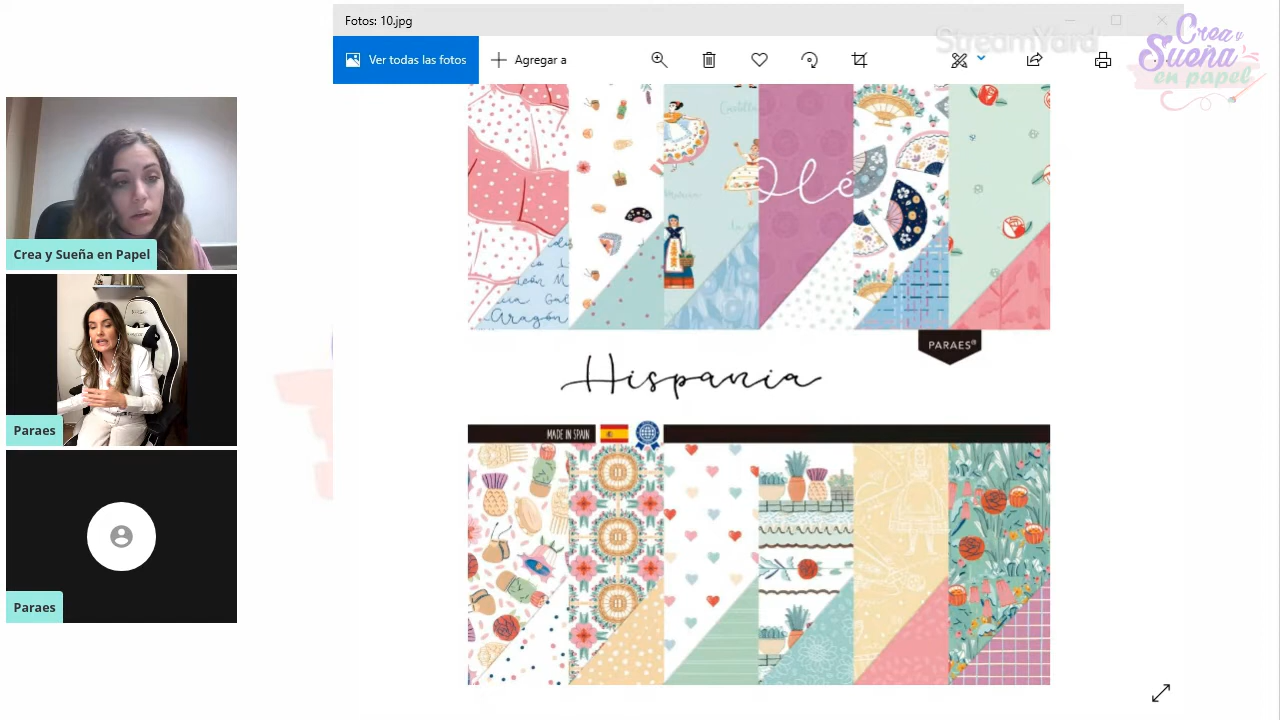 Fotos: 10.jpg
StreamYard
Crea y
Sueña
en papel
Ver todas las fotos
Agregar a
Crea y Sueña en Papel
Paraes
Paraes
Olé
Aragón
PARAES®
Hispania
MADE IN SPAIN